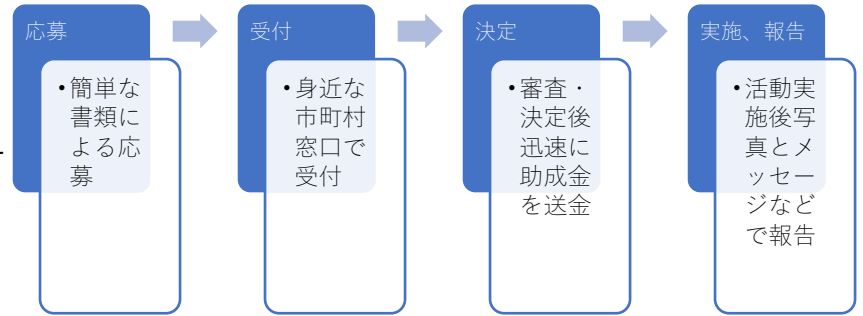 応募
•簡単な
書類に
よる応
募
受付
•身近な
市町村
窓口で
受付
決定
•審査・
決定後
迅速に
助成金
を送金
実施、報告
•活動実
施後写
真とメ
ッセー
ジなど
で報告